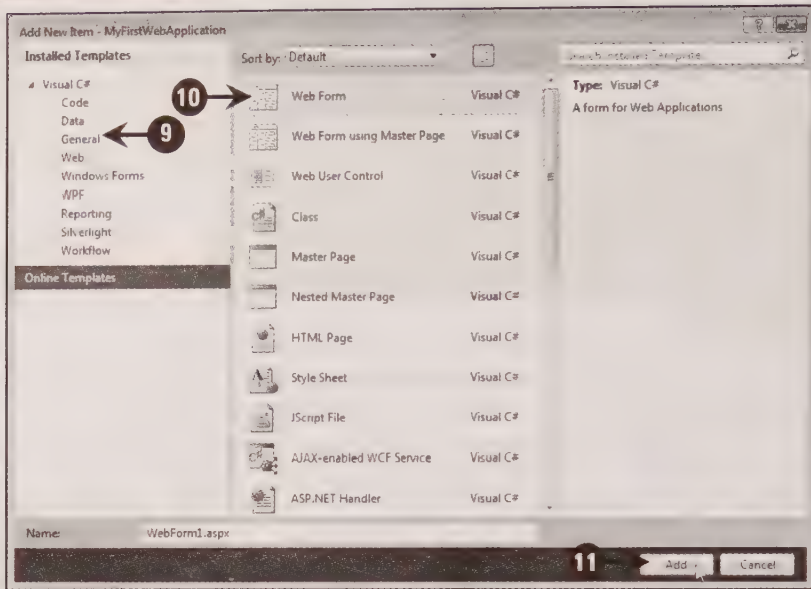 Add New Item - MyFirstWebApplication
Installed Templates
Visual C#
Code
Data
General
Web
Windows Forms
WPF
Reporting
Silverlight
Workflow
Online Templates
Sort by: Default
Web Form Visual C#
Web Form using Master Page Visual C#
Web User Control Visual C#
Class Visual C#
Master Page Visual C#
Nested Master Page Visual C#
HTML Page Visual C#
Style Sheet Visual C#
JScript File Visual C#
AJAX-enabled WCF Service Visual C#
ASP.NET Handler Visual C#
Type: Visual C#
A form for Web Applications
Name: WebForm1.aspx
Add
Cancel
9
10
11